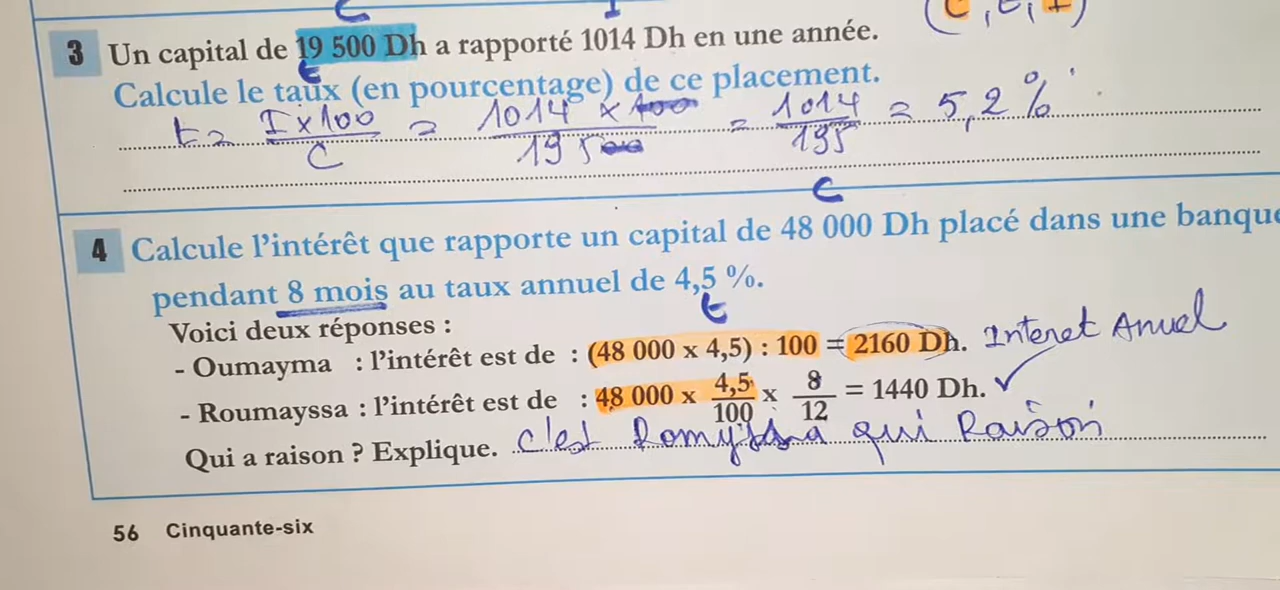 C I (C, t, I)
3 Un capital de 19 500 Dh a rapporté 1014 Dh en une année.
t
Calcule le taux (en pourcentage) de ce placement.
t = I x 100 / C = 1014 x 100 / 19 500 = 1014 / 195 = 5,2 %
C
4 Calcule l'intérêt que rapporte un capital de 48 000 Dh placé dans une banque
pendant 8 mois au taux annuel de 4,5 %.
t
Voici deux réponses :
- Oumayma : l'intérêt est de : (48 000 x 4,5) : 100 = 2160 Dh. Interet Anuel
- Roumayssa : l'intérêt est de : 48 000 x 4,5/100 x 8/12 = 1440 Dh. ✓
Qui a raison ? Explique. C'est Romyssa qui Raison
56 Cinquante-six